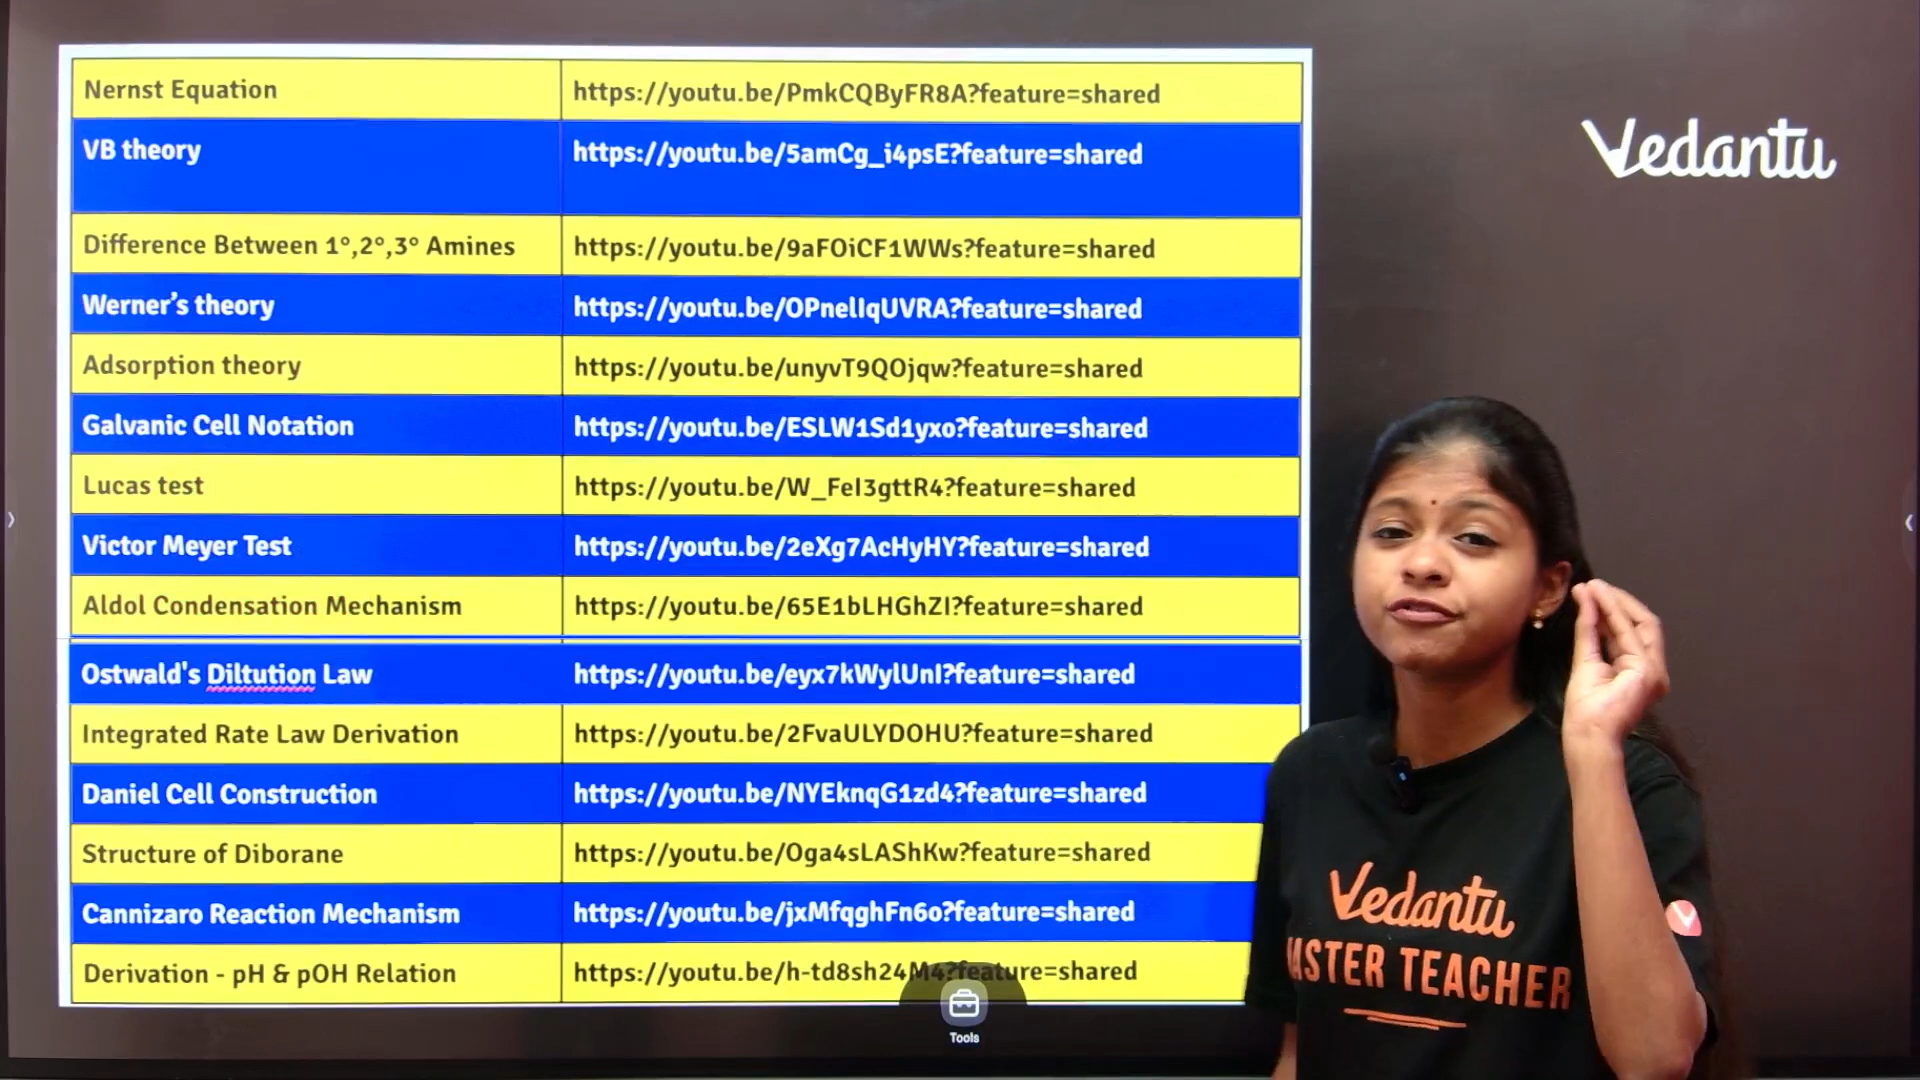 Nernst Equation https://youtu.be/PmkCQByFR8A?feature=shared
Vedantu
VB theory https://youtu.be/5amCg_i4psE?feature=shared
Difference Between 1°,2°,3° Amines https://youtu.be/9aFOiCF1WWs?feature=shared
Werner’s theory https://youtu.be/OPnelIqUVRA?feature=shared
Adsorption theory https://youtu.be/unyvT9QOjqw?feature=shared
Galvanic Cell Notation https://youtu.be/ESLW1Sd1yxo?feature=shared
Lucas test https://youtu.be/W_FeI3gttR4?feature=shared
Victor Meyer Test https://youtu.be/2eXg7AcHyHY?feature=shared
Aldol Condensation Mechanism https://youtu.be/65E1bLHGhZI?feature=shared
Ostwald's Diltution Law https://youtu.be/eyx7kWylUnI?feature=shared
Integrated Rate Law Derivation https://youtu.be/2FvaULYDOHU?feature=shared
Daniel Cell Construction https://youtu.be/NYEknqG1zd4?feature=shared
Structure of Diborane https://youtu.be/Oga4sLAShKw?feature=shared
Cannizaro Reaction Mechanism https://youtu.be/jxMfqghFn6o?feature=shared
Derivation - pH & pOH Relation https://youtu.be/h-td8sh24M4?feature=shared
Tools
Vedantu
ASTER TEACHER